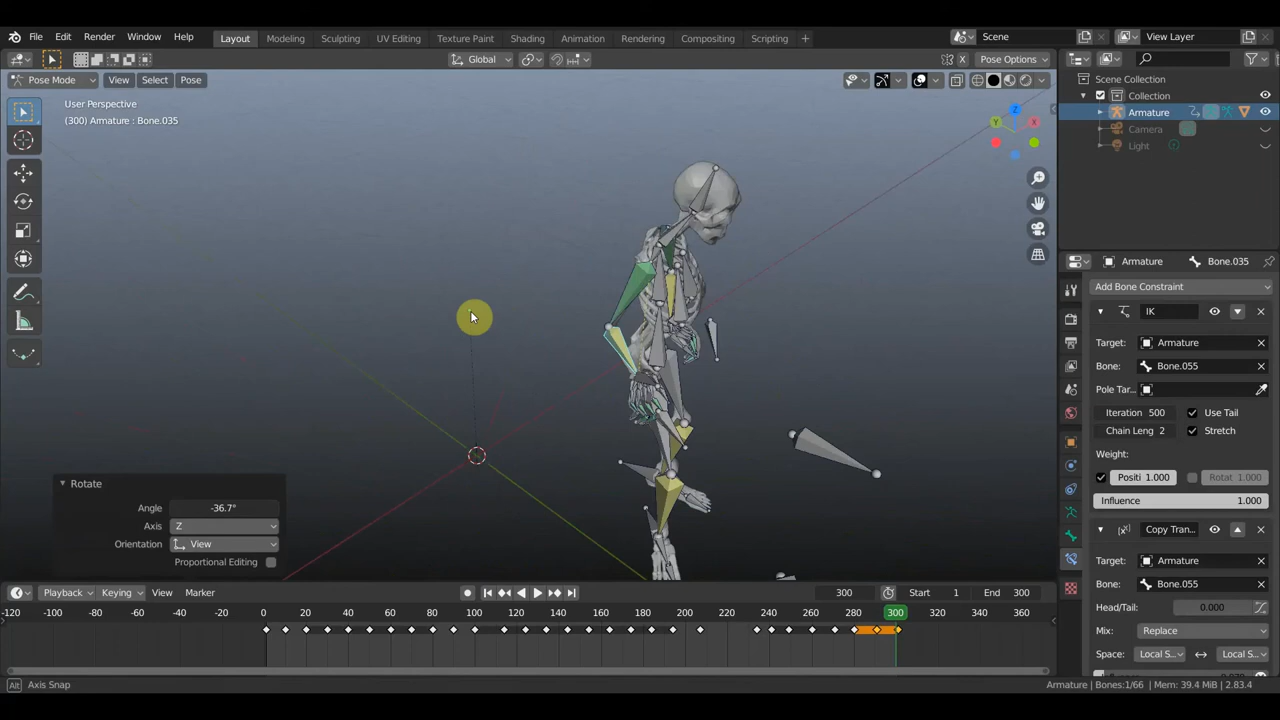 File Edit Render Window Help Layout Modeling Sculpting UV Editing Texture Paint Shading Animation Rendering Compositing Scripting + Scene View Layer
Global X Pose Options
Pose Mode View Select Pose
User Perspective
(300) Armature : Bone.035
Scene Collection
Collection
Armature
Camera
Light
Z
Y
X
Armature Bone.035
Add Bone Constraint
IK
Target: Armature
Bone: Bone.055
Pole Tar...
Iteration 500 Use Tail
Chain Leng 2 Stretch
Weight:
Positi 1.000 Rotat 1.000
Influence 1.000
Copy Tran...
Target: Armature
Bone: Bone.055
Head/Tail: 0.000
Mix: Replace
Space: Local S... Local S...
Rotate
Angle -36.7°
Axis Z
Orientation View
Proportional Editing
Playback Keying View Marker 300 Start 1 End 300
-120 -100 -80 -60 -40 -20 0 20 40 60 80 100 120 140 160 180 200 220 240 260 280 300 320 340 360
Alt Axis Snap Armature | Bones:1/66 | Mem: 39.4 MiB | 2.83.4